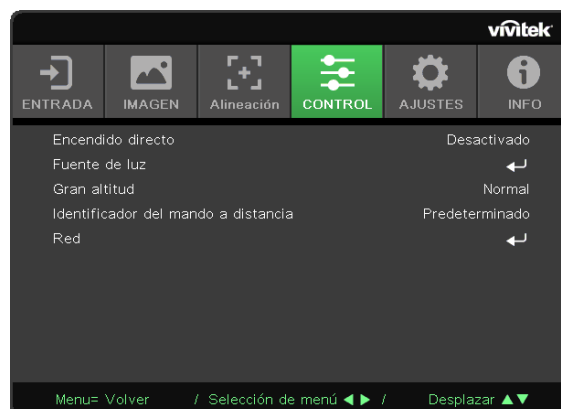 vivitek
ENTRADA IMAGEN Alineación CONTROL AJUSTES INFO
Encendido directo Desactivado
Fuente de luz
Gran altitud Normal
Identificador del mando a distancia Predeterminado
Red
Menu= Volver / Selección de menú ◀ ▶ / Desplazar ▲▼